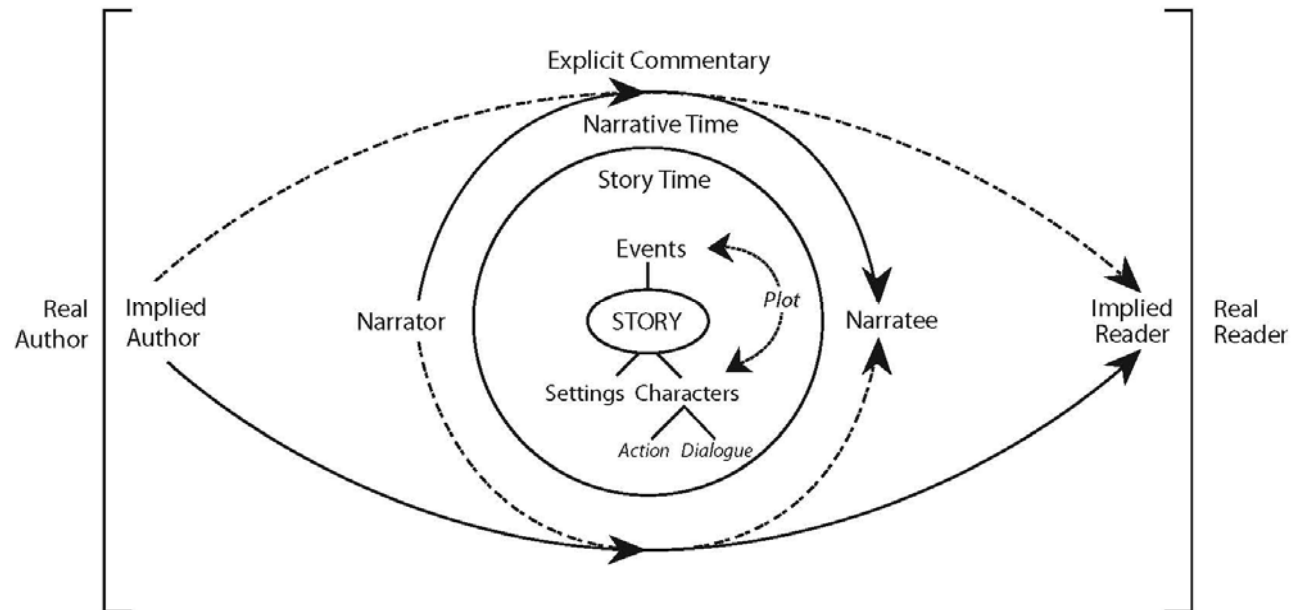 Explicit Commentary
Narrative Time
Story Time
Events
Plot
Real
Author
Implied
Author
Narrator
STORY
Narratee
Implied
Reader
Real
Reader
Settings Characters
Action Dialogue